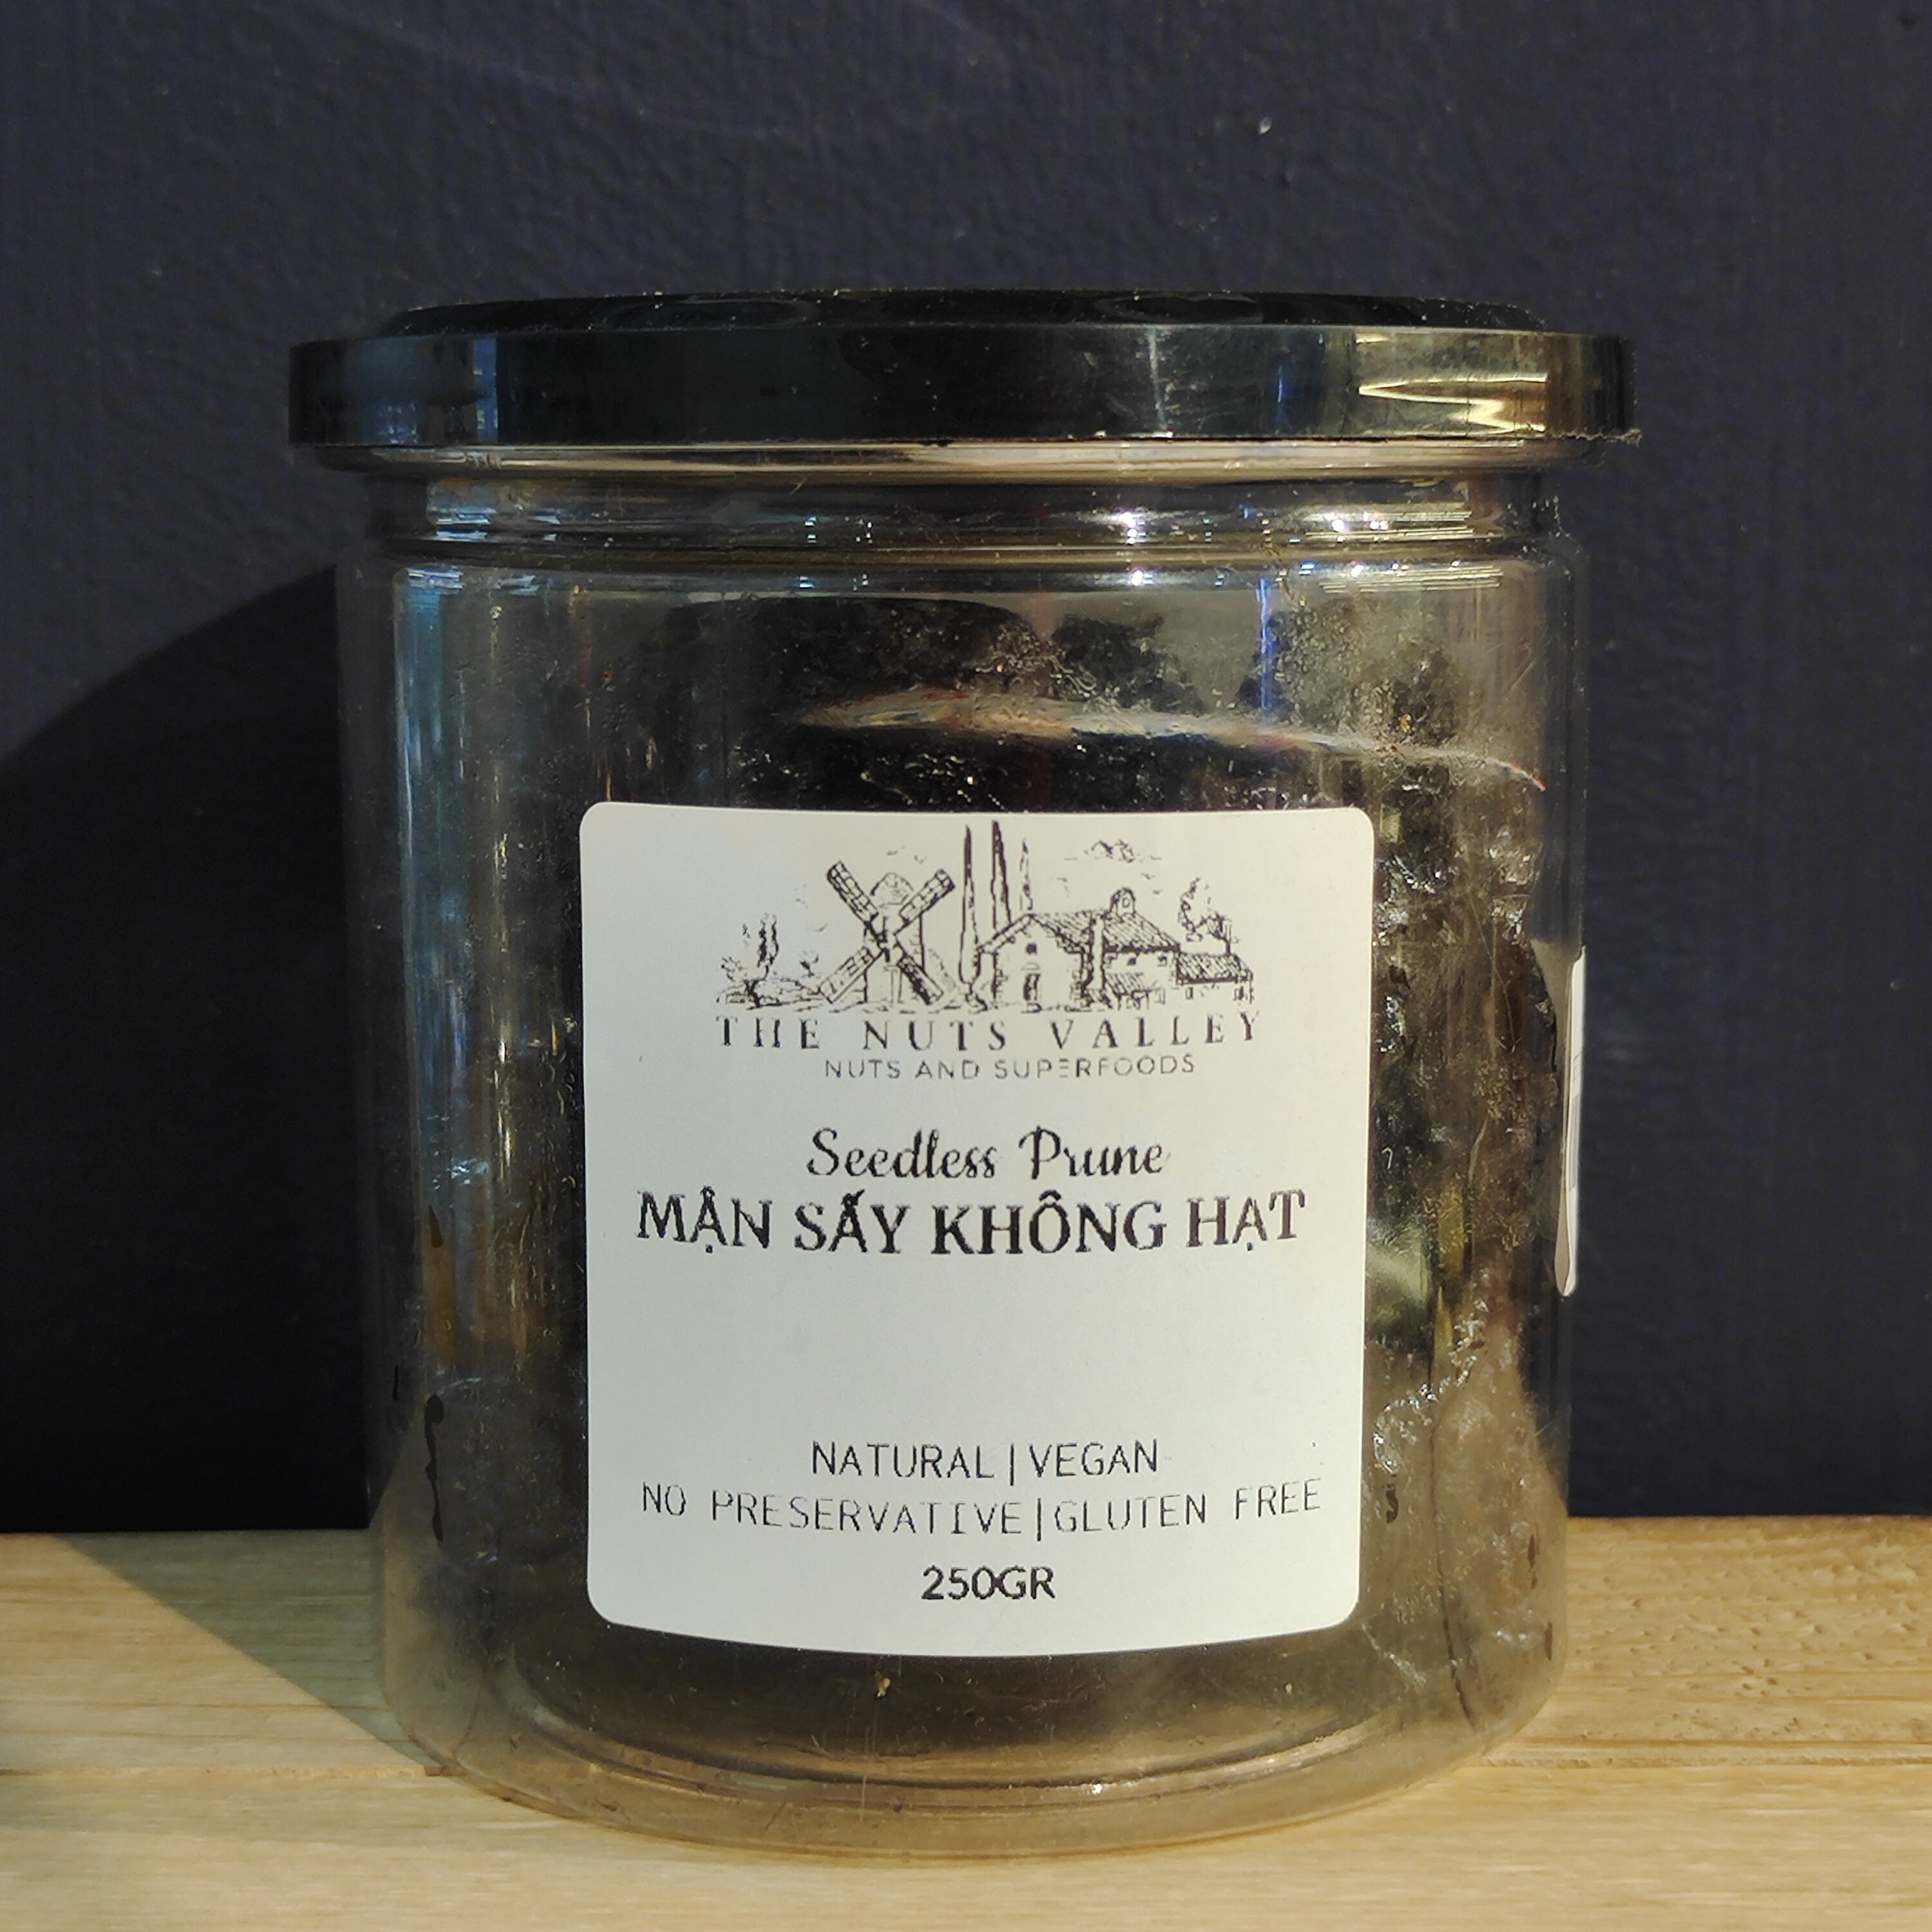 THE NUTS VALLEY
NUTS AND SUPERFOODS
Seedless Prune
MẬN SẤY KHÔNG HẠT
NATURAL|VEGAN
NO PRESERVATIVE|GLUTEN FREE
250GR